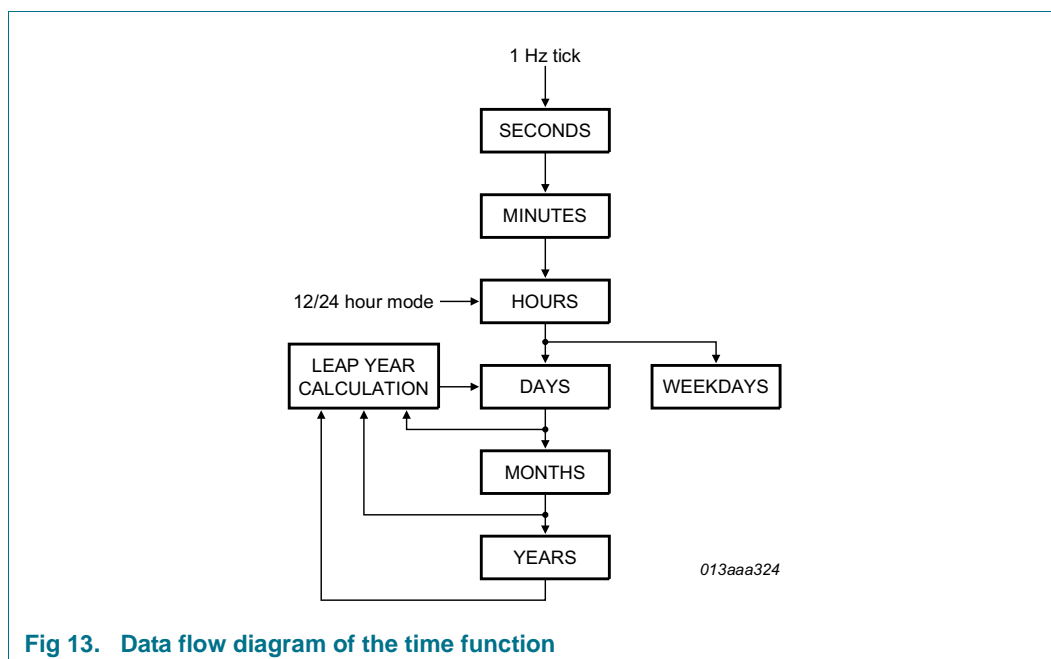 1 Hz tick
SECONDS
MINUTES
12/24 hour mode
HOURS
LEAP YEAR
CALCULATION
DAYS
WEEKDAYS
MONTHS
YEARS
013aaa324
Fig 13. Data flow diagram of the time function